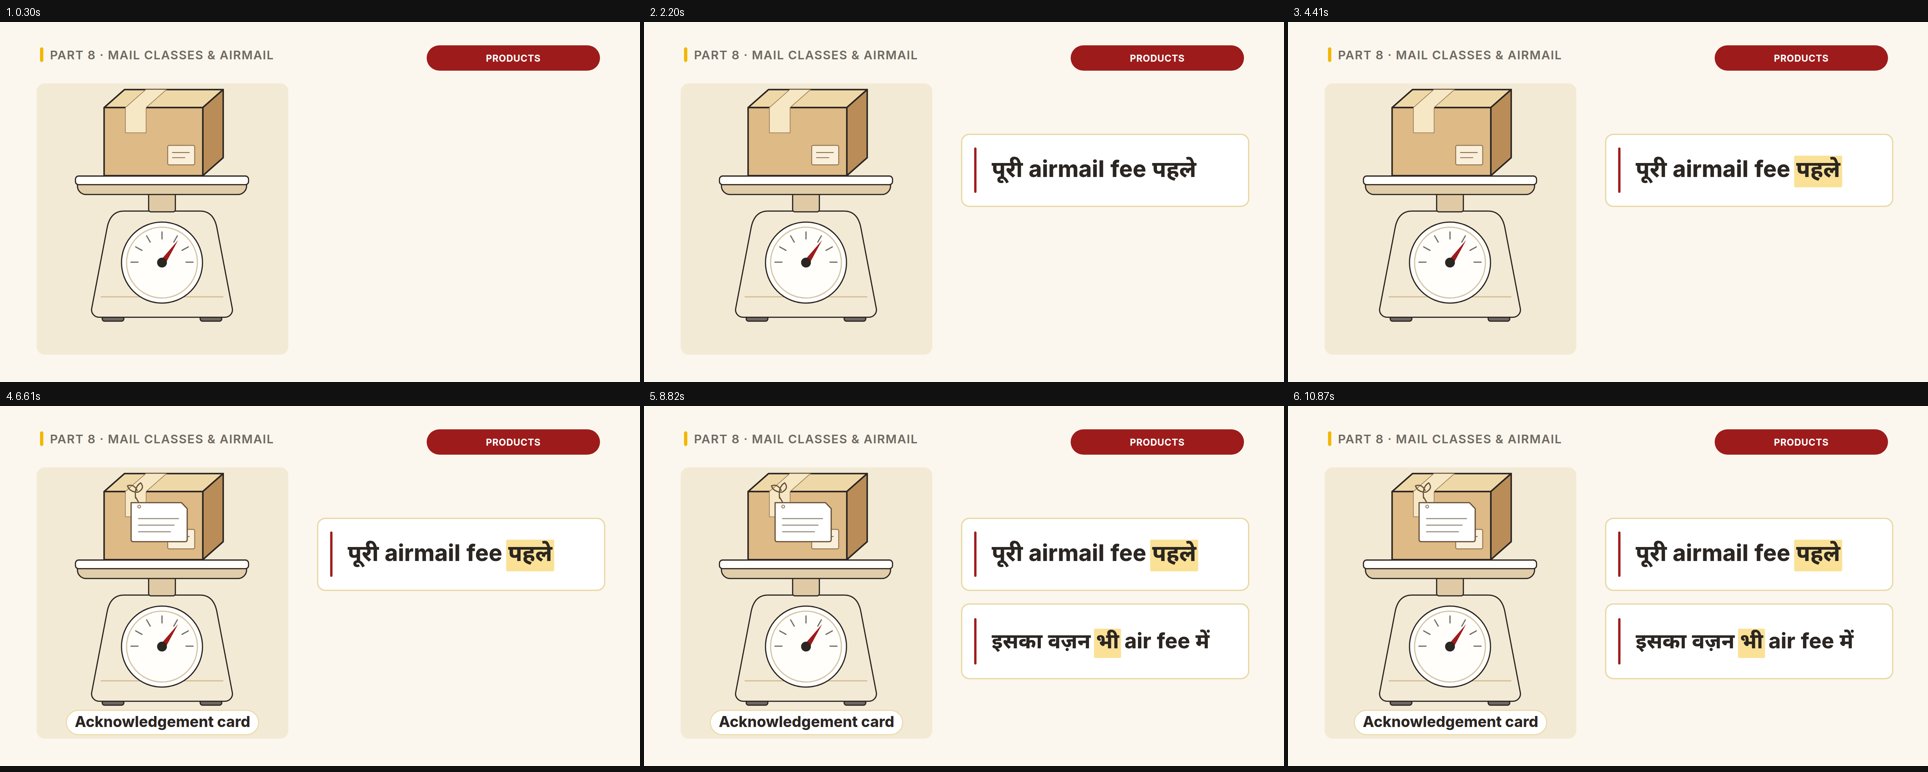 1. 0.30s
PART 8 · MAIL CLASSES & AIRMAIL
PRODUCTS
2. 2.20s
PART 8 · MAIL CLASSES & AIRMAIL
PRODUCTS
पूरी airmail fee पहले
3. 4.41s
PART 8 · MAIL CLASSES & AIRMAIL
PRODUCTS
पूरी airmail fee पहले
4. 6.61s
PART 8 · MAIL CLASSES & AIRMAIL
PRODUCTS
पूरी airmail fee पहले
Acknowledgement card
5. 8.82s
PART 8 · MAIL CLASSES & AIRMAIL
PRODUCTS
पूरी airmail fee पहले
इसका वज़न भी air fee में
Acknowledgement card
6. 10.87s
PART 8 · MAIL CLASSES & AIRMAIL
PRODUCTS
पूरी airmail fee पहले
इसका वज़न भी air fee में
Acknowledgement card